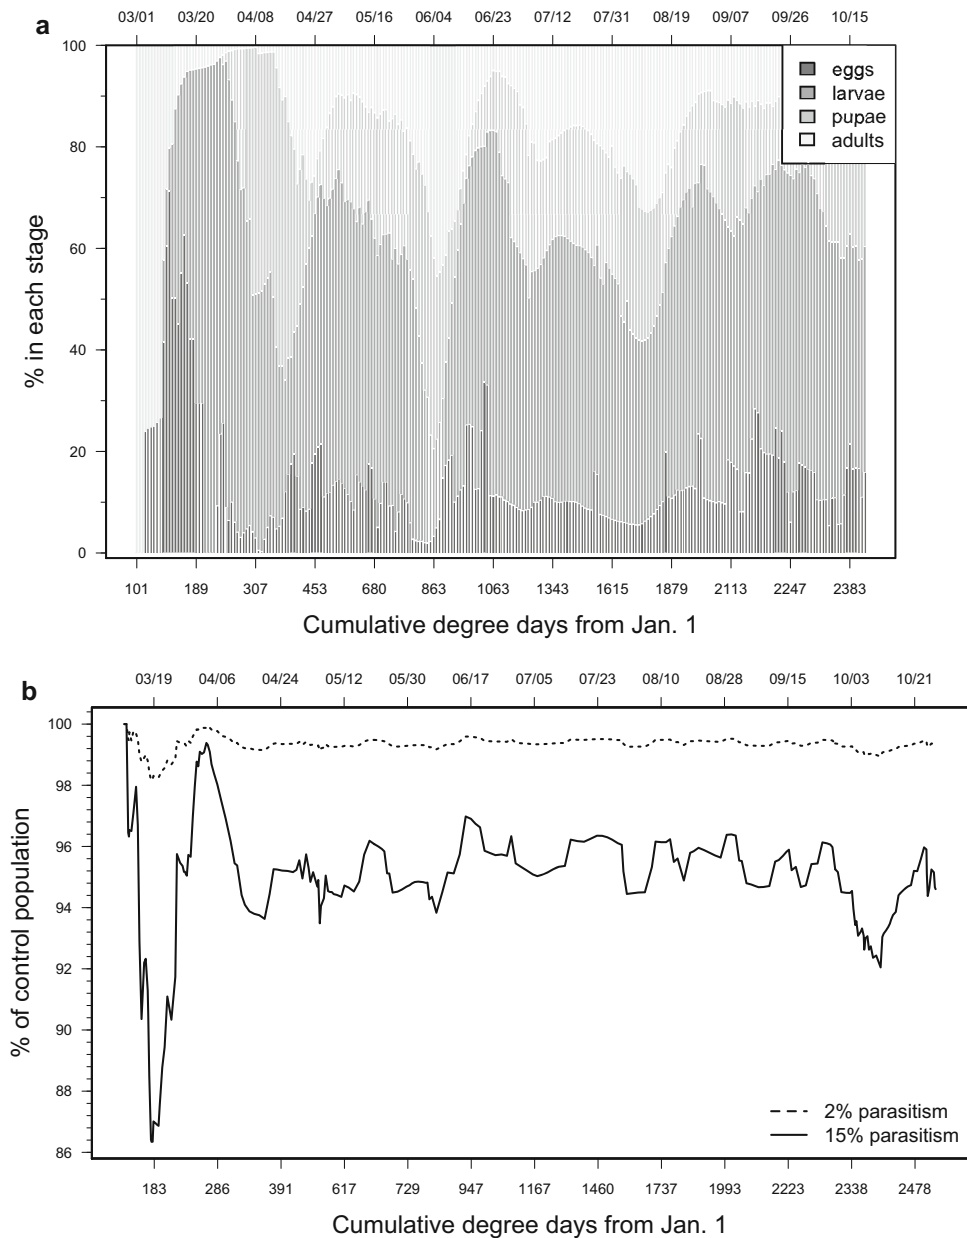 a
03/01 03/20 04/08 04/27 05/16 06/04 06/23 07/12 07/31 08/19 09/07 09/26 10/15
100
80
60
40
20
0
% in each stage
eggs
larvae
pupae
adults
101 189 307 453 680 863 1063 1343 1615 1879 2113 2247 2383
Cumulative degree days from Jan. 1
b
03/19 04/06 04/24 05/12 05/30 06/17 07/05 07/23 08/10 08/28 09/15 10/03 10/21
100
98
96
94
92
90
88
86
% of control population
2% parasitism
15% parasitism
183 286 391 617 729 947 1167 1460 1737 1993 2223 2338 2478
Cumulative degree days from Jan. 1